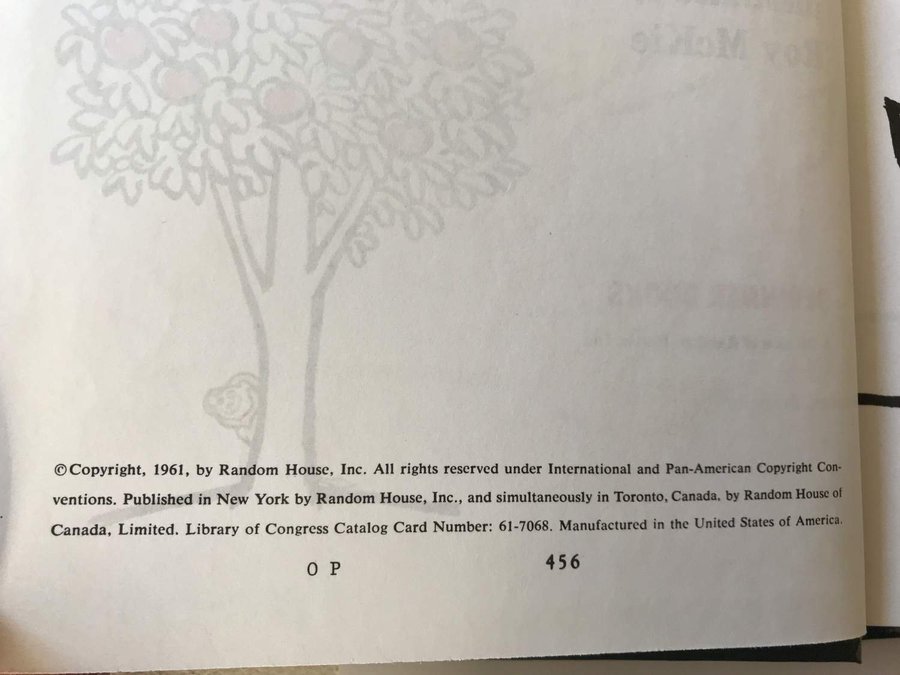 Roy McKie
©Copyright, 1961, by Random House, Inc. All rights reserved under International and Pan-American Copyright Con-
ventions. Published in New York by Random House, Inc., and simultaneously in Toronto, Canada, by Random House of
Canada, Limited. Library of Congress Catalog Card Number: 61-7068. Manufactured in the United States of America.
O P 456